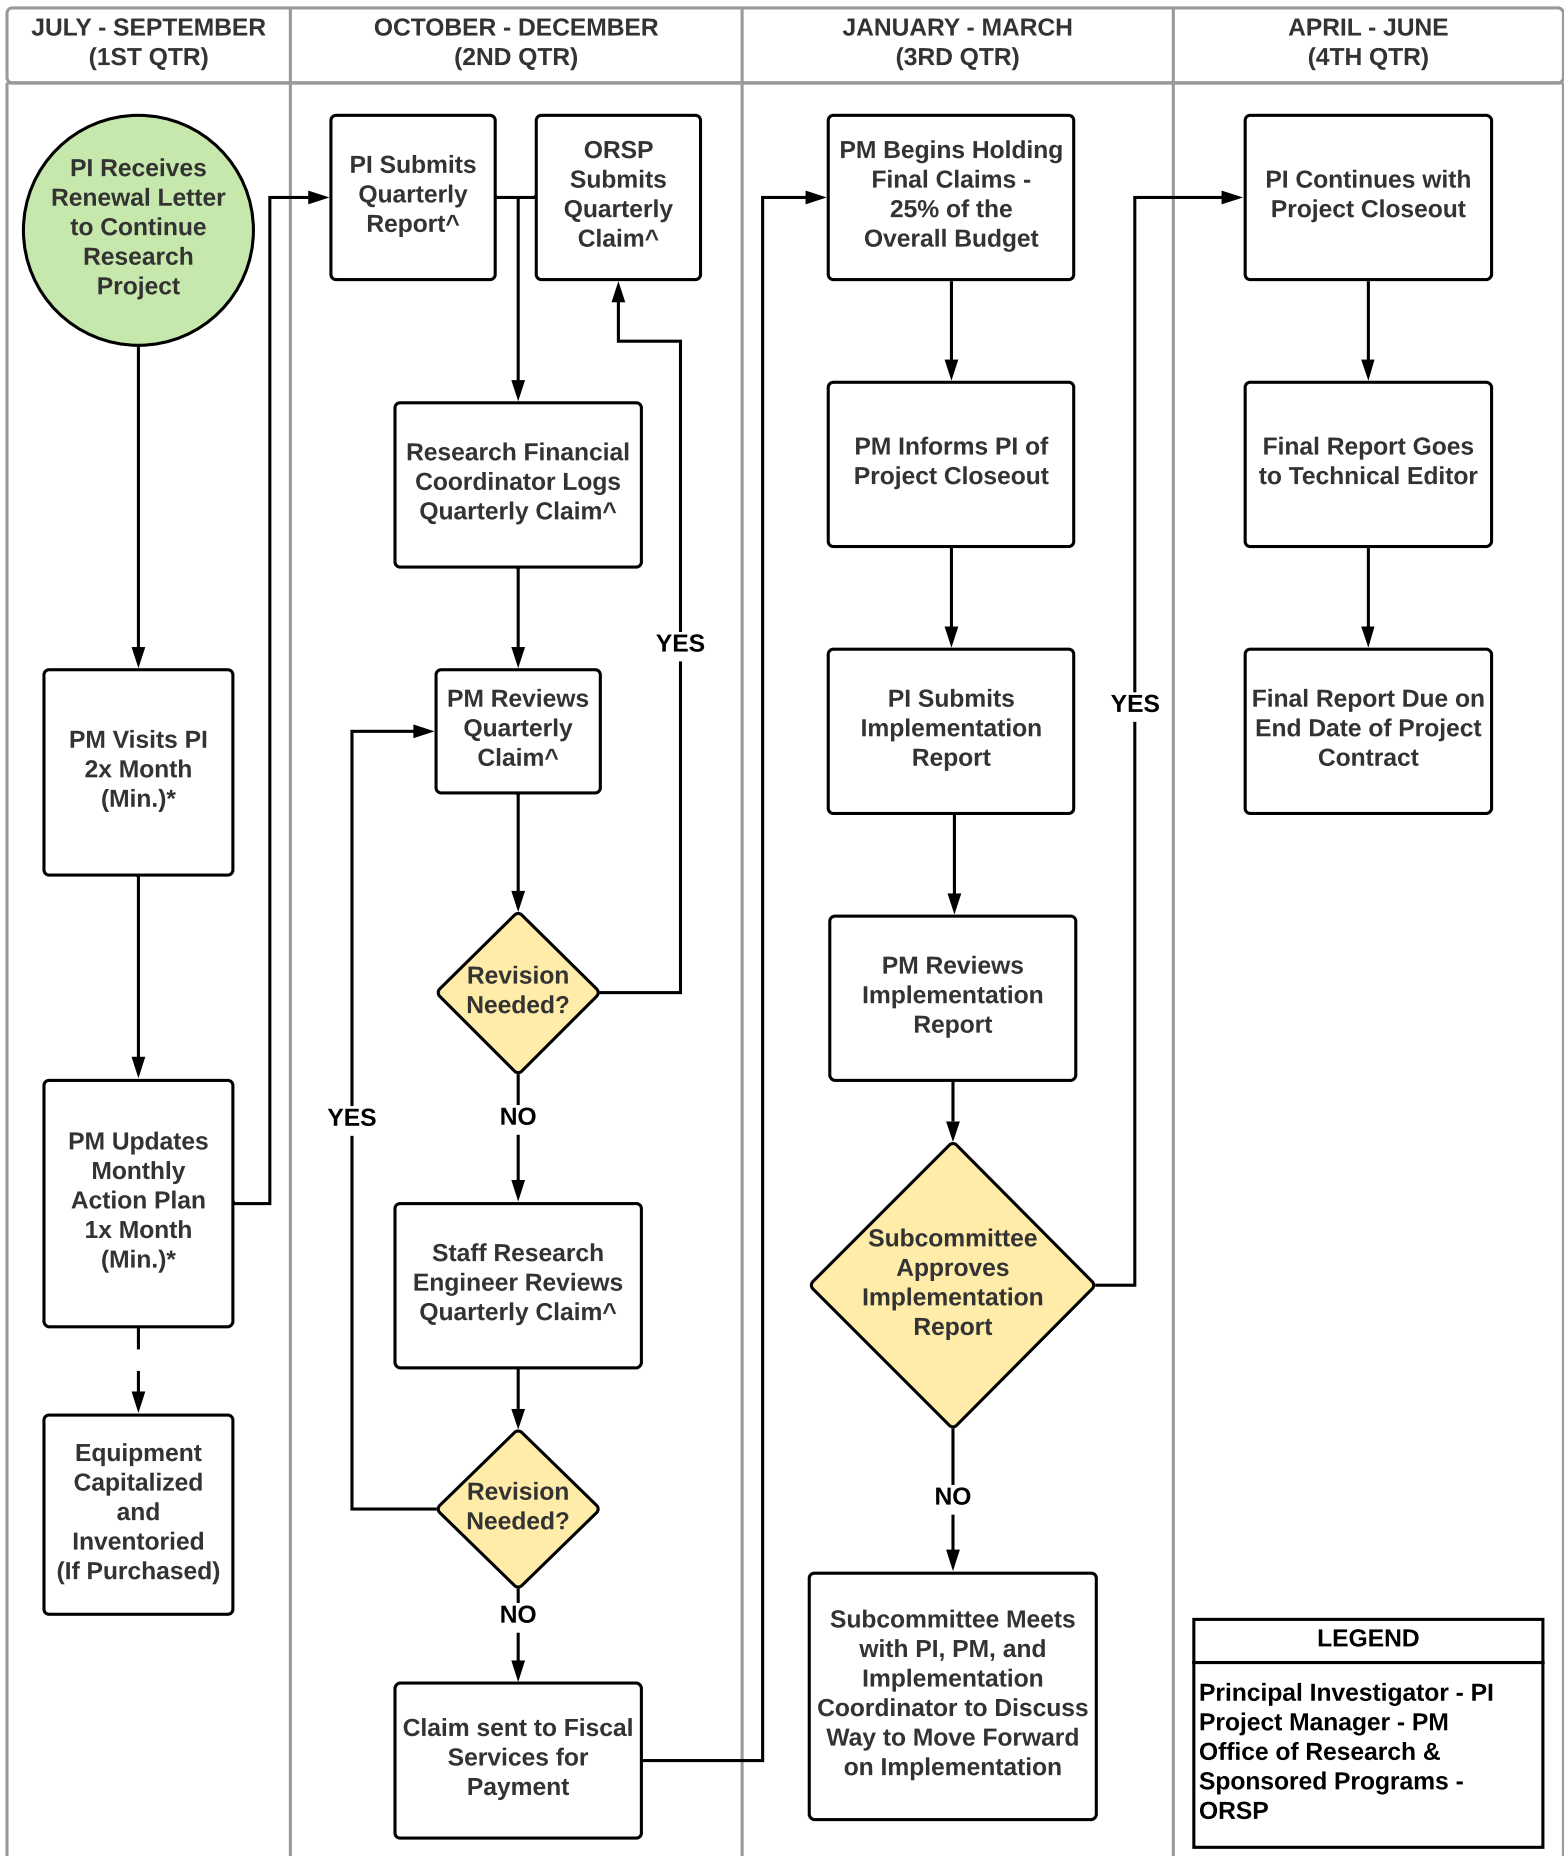 JULY - SEPTEMBER
(1ST QTR)
OCTOBER - DECEMBER
(2ND QTR)
JANUARY - MARCH
(3RD QTR)
APRIL - JUNE
(4TH QTR)
PI Receives
Renewal Letter
to Continue
Research
Project
PM Visits PI
2x Month
(Min.)*
PM Updates
Monthly
Action Plan
1x Month
(Min.)*
Equipment
Capitalized
and
Inventoried
(If Purchased)
PI Submits
Quarterly
Report^
ORSP
Submits
Quarterly
Claim^
Research Financial
Coordinator Logs
Quarterly Claim^
YES
PM Reviews
Quarterly
Claim^
Revision
Needed?
YES
NO
Staff Research
Engineer Reviews
Quarterly Claim^
Revision
Needed?
NO
Claim sent to Fiscal
Services for
Payment
PM Begins Holding
Final Claims -
25% of the
Overall Budget
PM Informs PI of
Project Closeout
PI Submits
Implementation
Report
YES
PM Reviews
Implementation
Report
Subcommittee
Approves
Implementation
Report
NO
Subcommittee Meets
with PI, PM, and
Implementation
Coordinator to Discuss
Way to Move Forward
on Implementation
PI Continues with
Project Closeout
Final Report Goes
to Technical Editor
Final Report Due on
End Date of Project
Contract
LEGEND
Principal Investigator - PI
Project Manager - PM
Office of Research &
Sponsored Programs -
ORSP